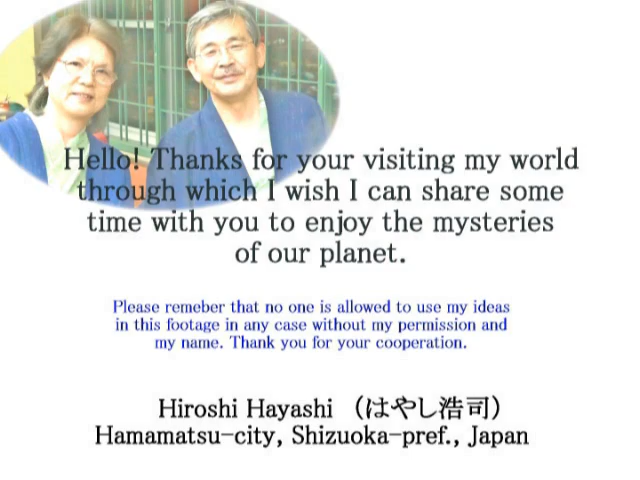 Hello! Thanks for your visiting my world
through which I wish I can share some
time with you to enjoy the mysteries
of our planet.
Please remeber that no one is allowed to use my ideas
in this footage in any case without my permission and
my name. Thank you for your cooperation.
Hiroshi Hayashi （はやし浩司）
Hamamatsu-city, Shizuoka-pref., Japan